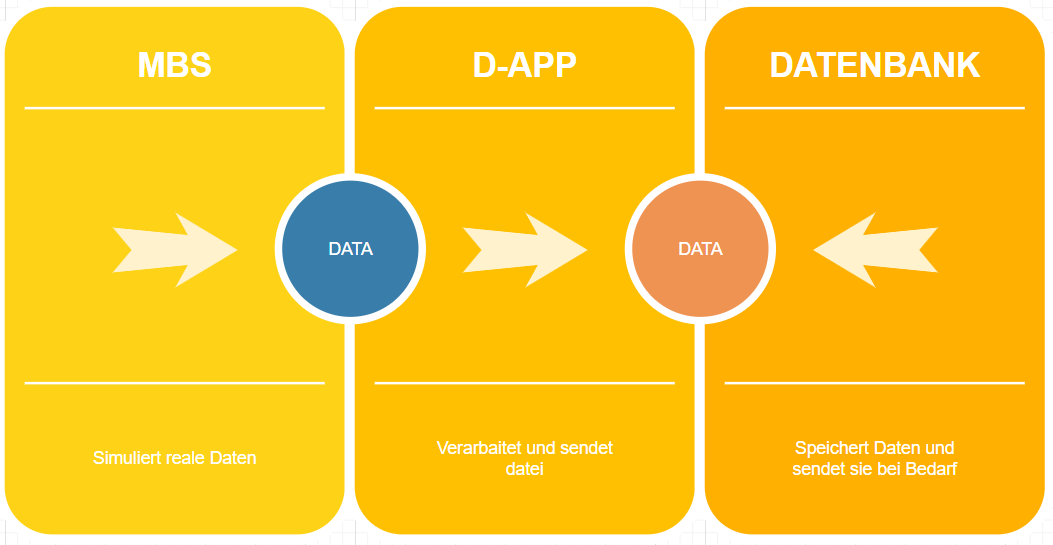 MBS
D-APP
DATENBANK
DATA
DATA
Simuliert reale Daten
Verarbaitet und sendet
datei
Speichert Daten und
sendet sie bei Bedarf